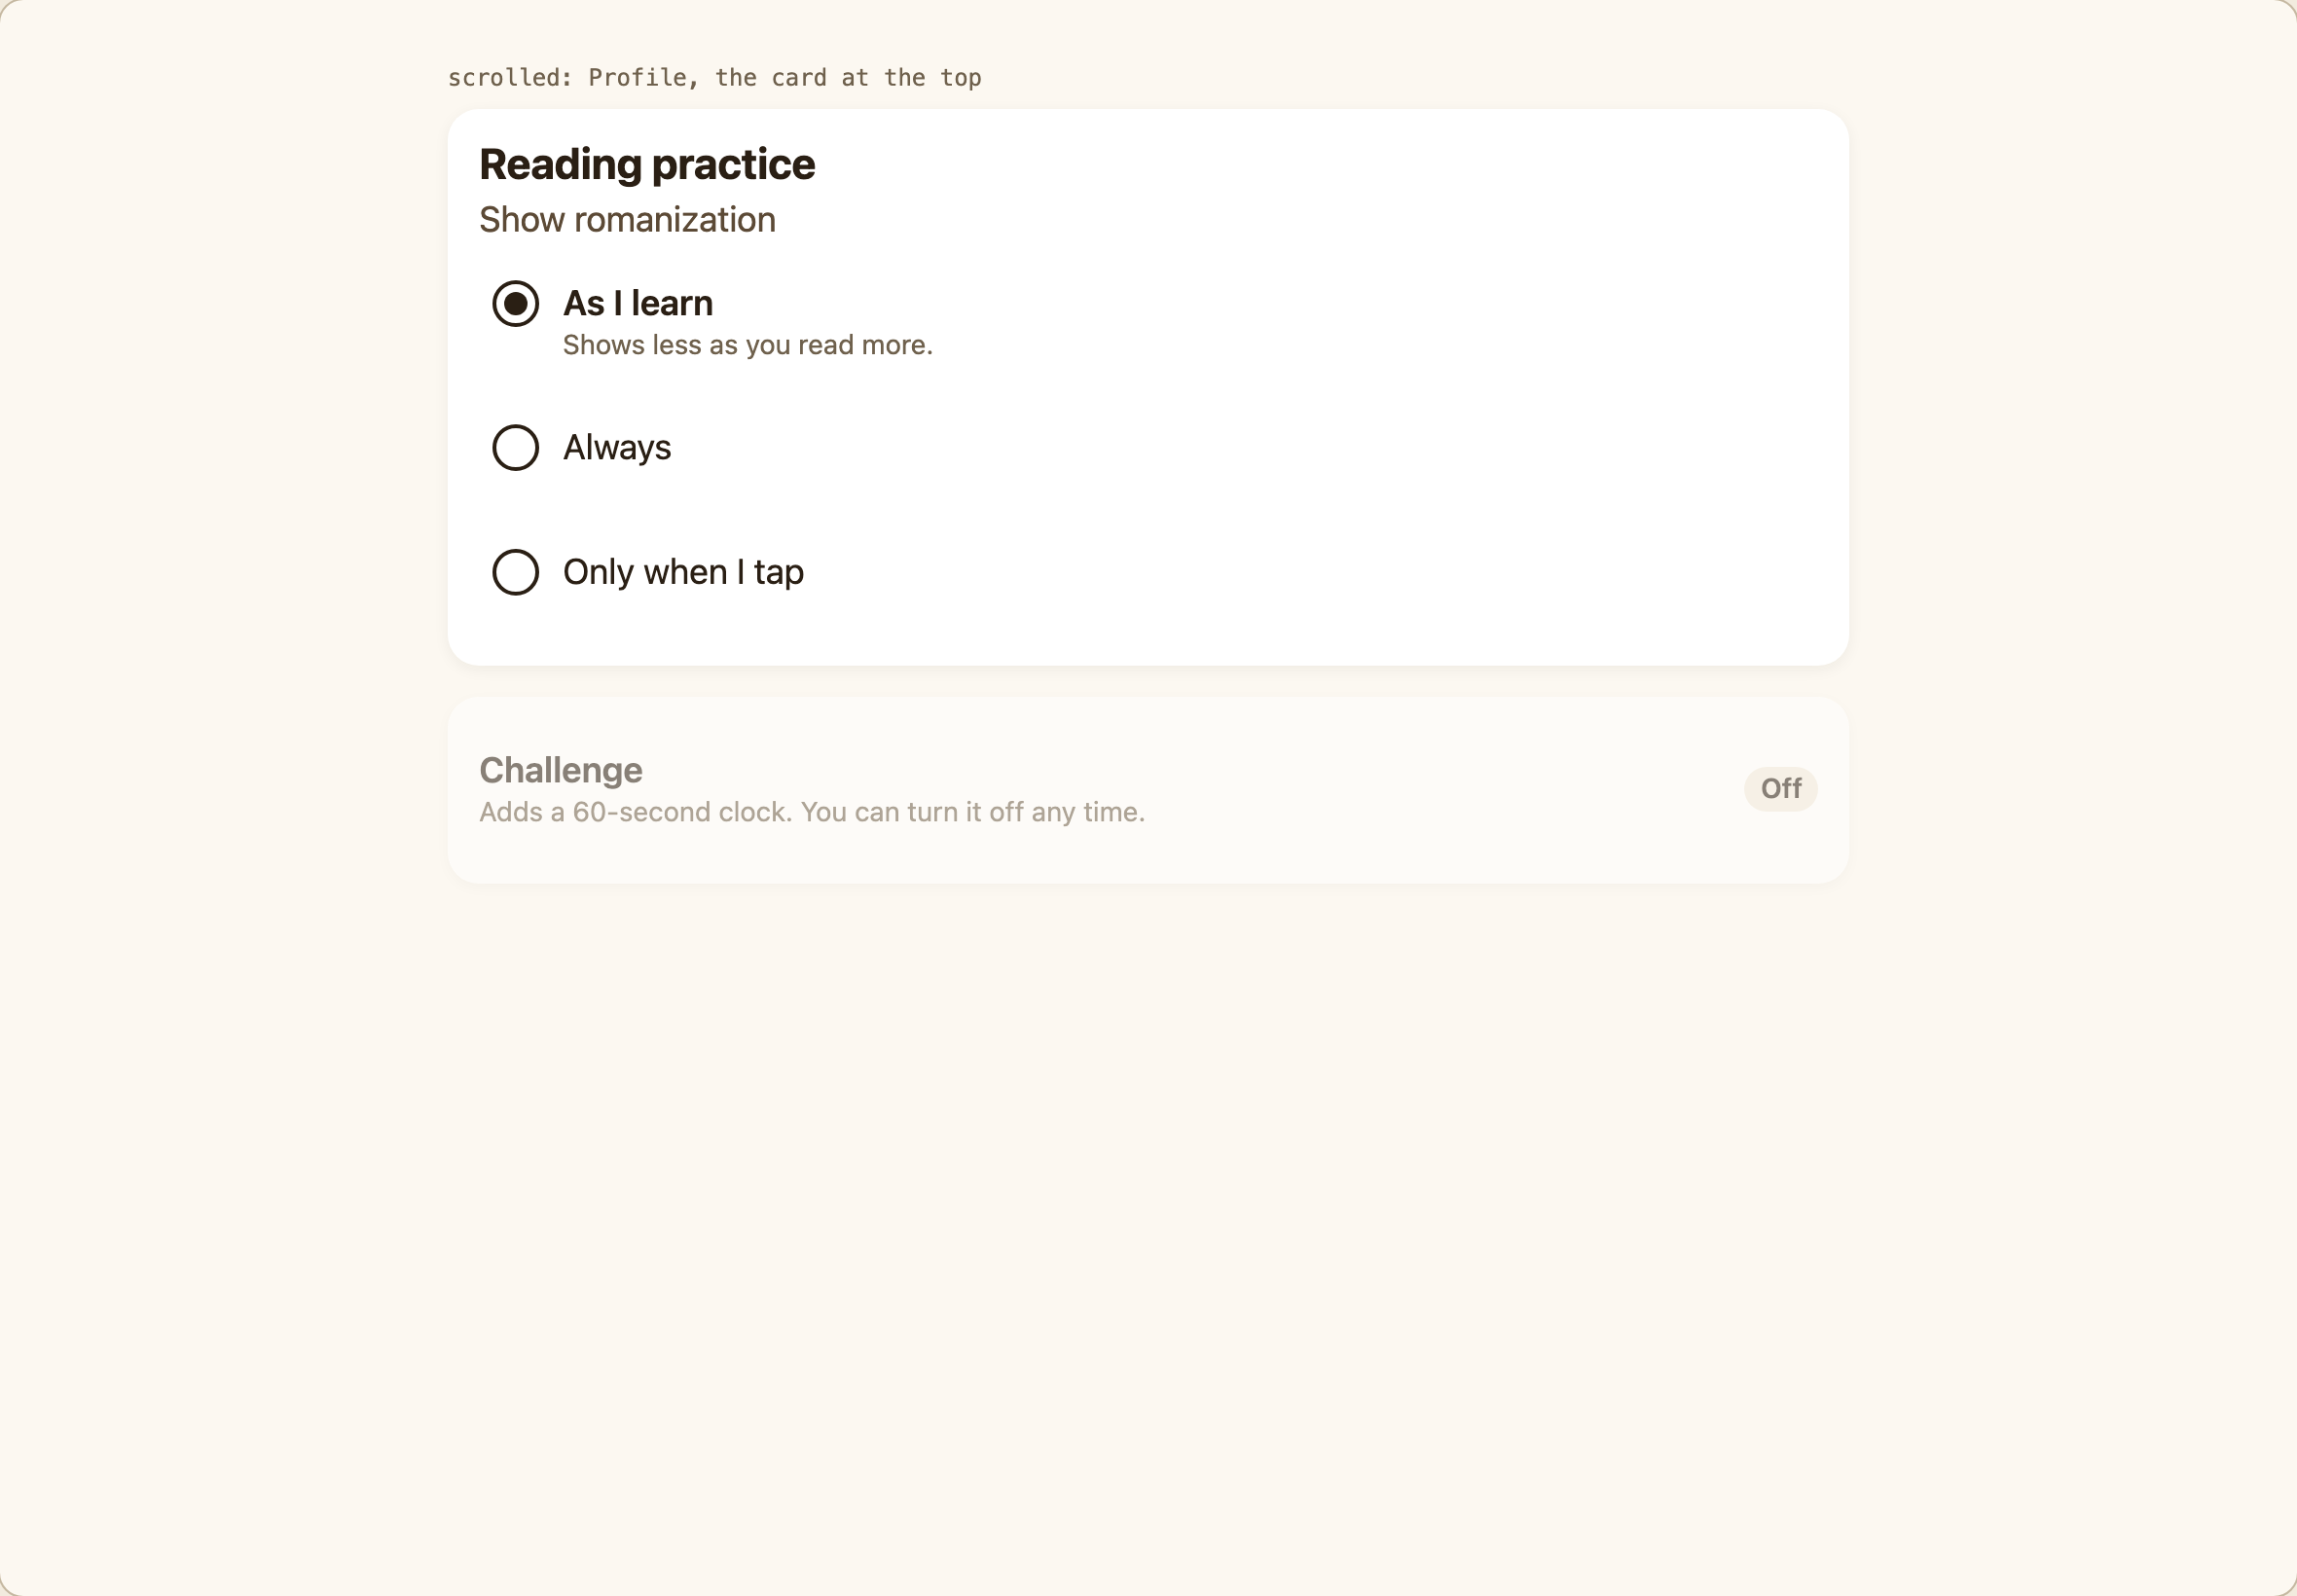 scrolled: Profile, the card at the top
Reading practice
Show romanization
As I learn
Shows less as you read more.
Always
Only when I tap
Challenge
Adds a 60-second clock. You can turn it off any time.
Off